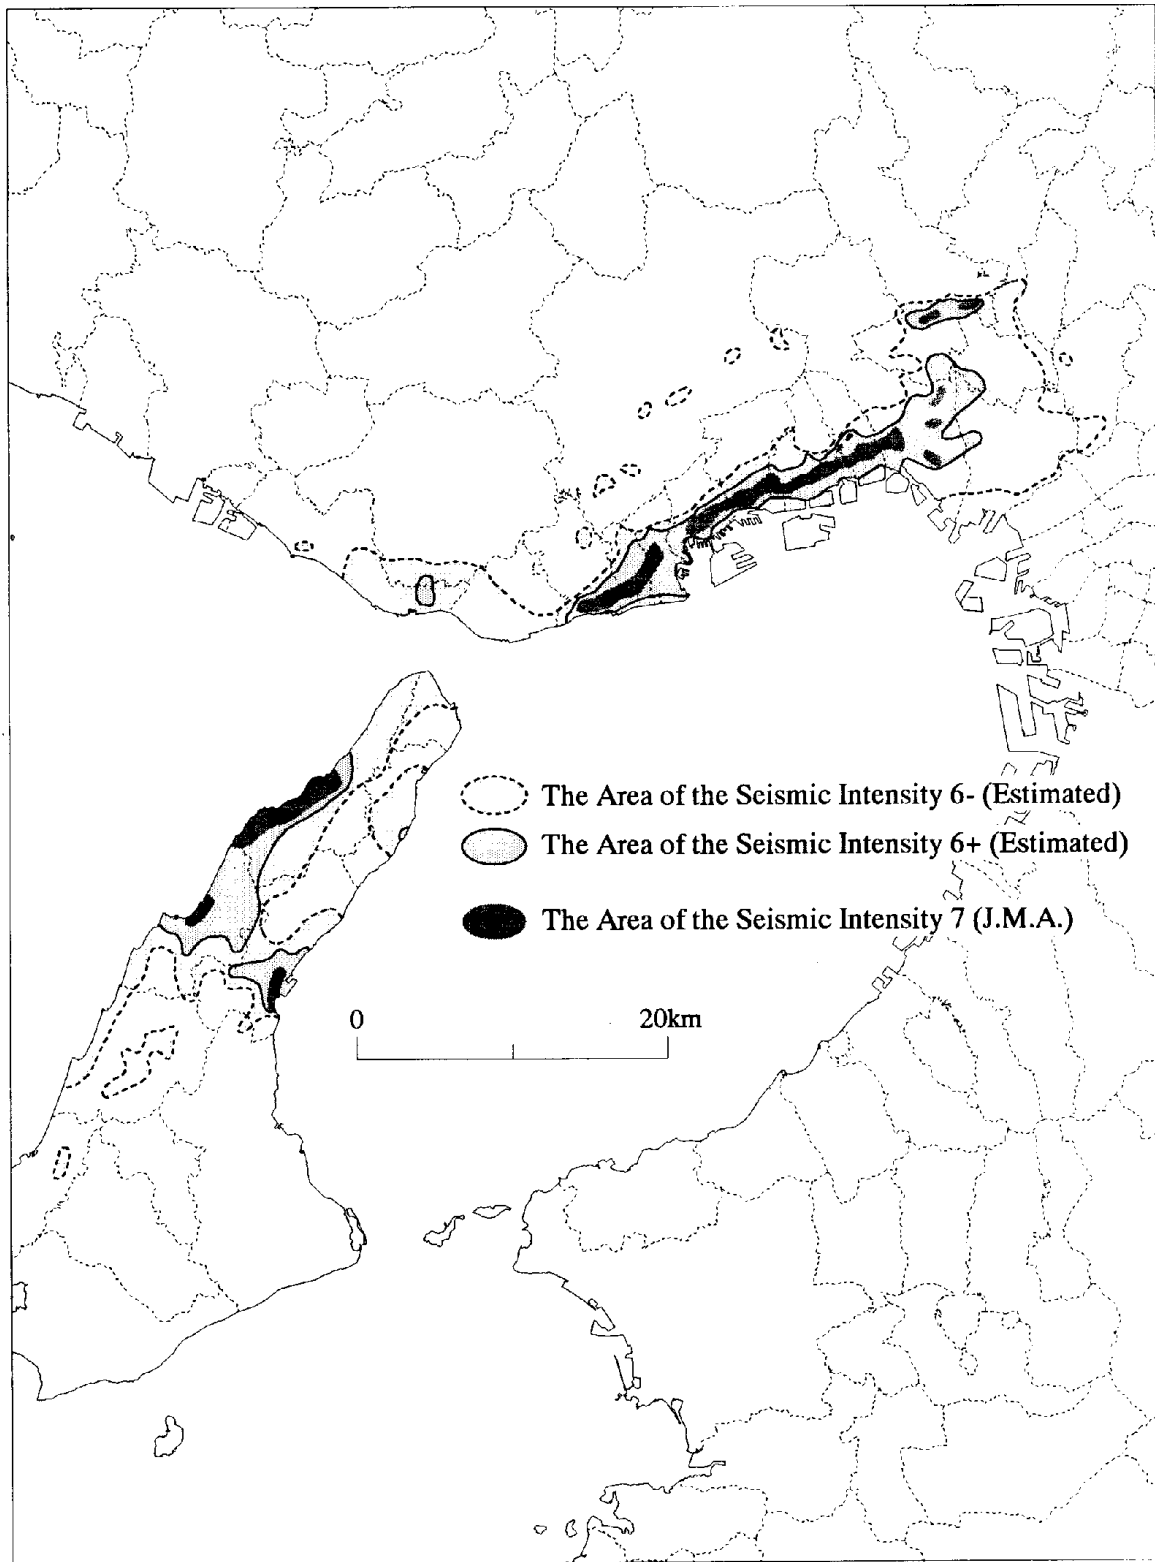 The Area of the Seismic Intensity 6- (Estimated)
The Area of the Seismic Intensity 6+ (Estimated)
The Area of the Seismic Intensity 7 (J.M.A.)
0 20km